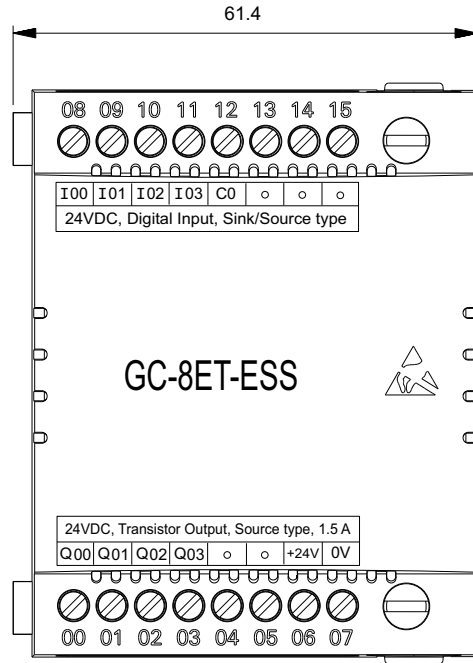 61.4
08 09 10 11 12 13 14 15
I00 I01 I02 I03 C0
24VDC, Digital Input, Sink/Source type
GC-8ET-ESS
24VDC, Transistor Output, Source type, 1.5 A
Q00 Q01 Q02 Q03 +24V 0V
00 01 02 03 04 05 06 07